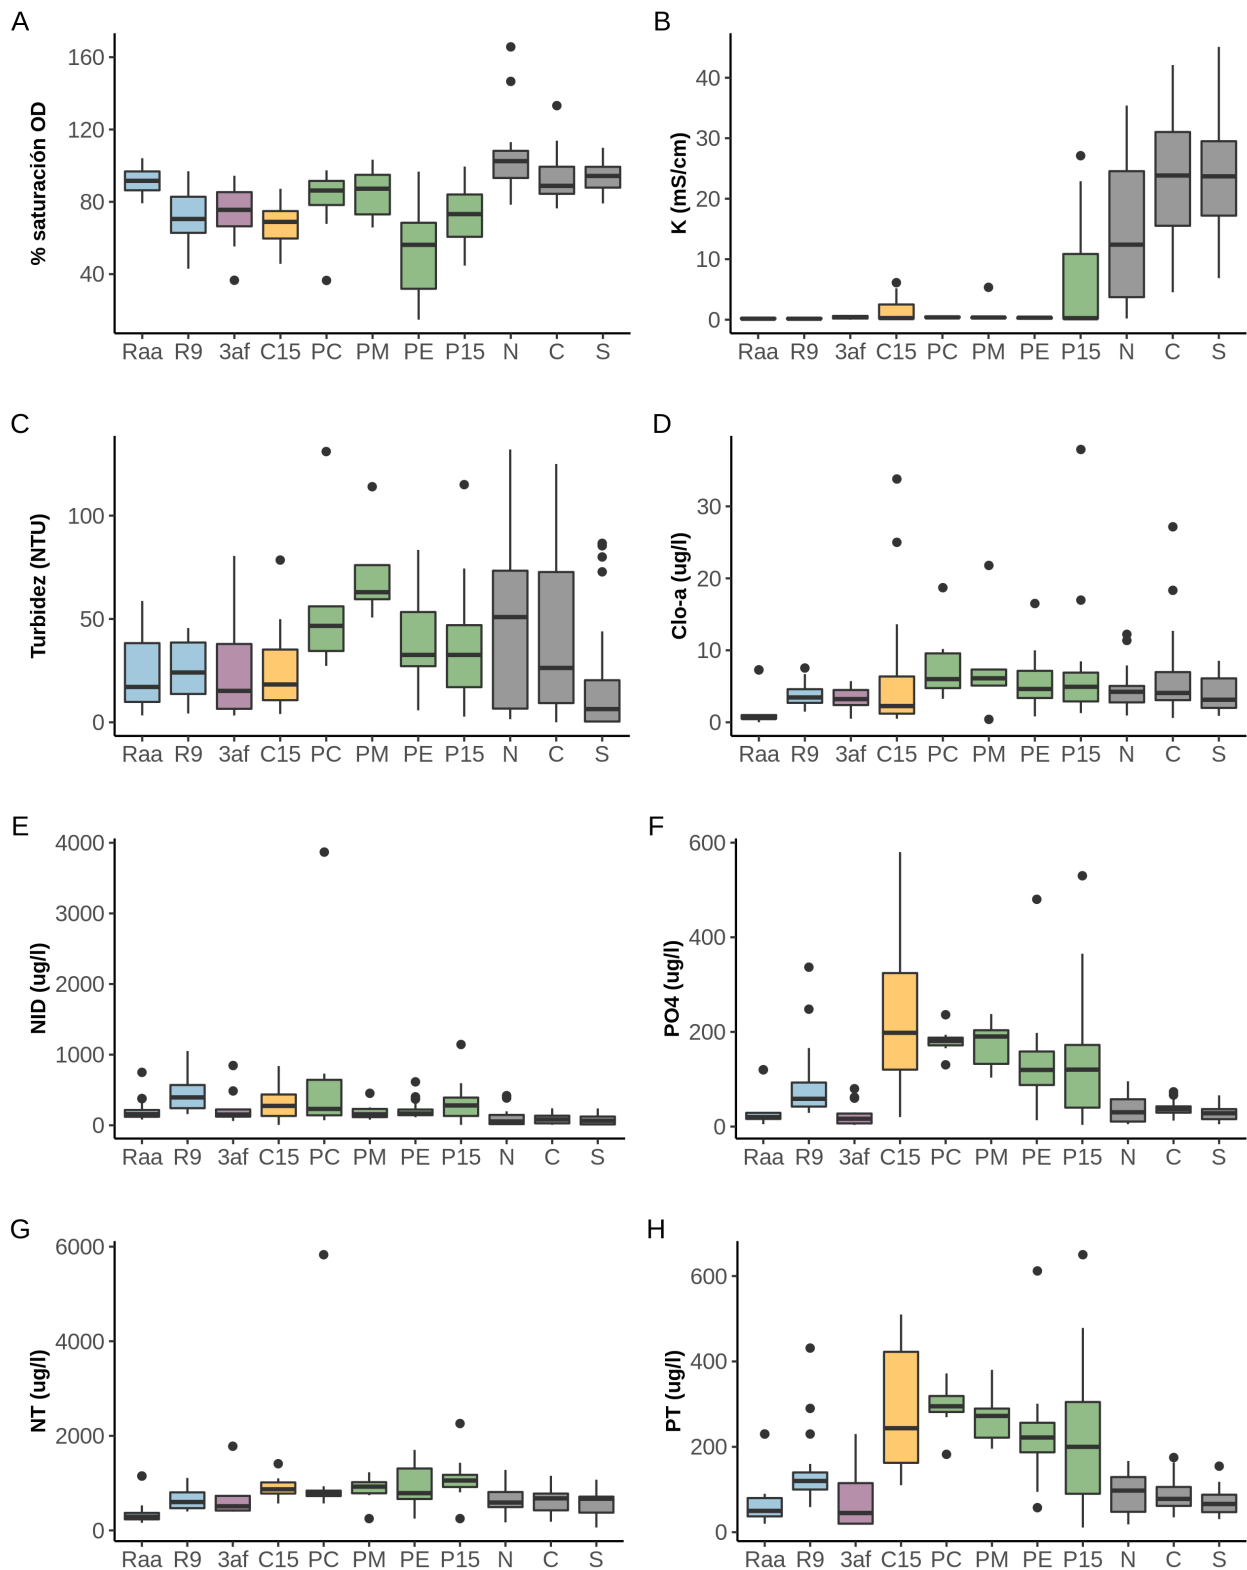 A
% saturación OD
160
120
80
40
Raa R9 3af C15 PC PM PE P15 N C S
B
K (mS/cm)
40
30
20
10
0
Raa R9 3af C15 PC PM PE P15 N C S
C
Turbidez (NTU)
100
50
0
Raa R9 3af C15 PC PM PE P15 N C S
D
Clo-a (ug/l)
30
20
10
0
Raa R9 3af C15 PC PM PE P15 N C S
E
NID (ug/l)
4000
3000
2000
1000
0
Raa R9 3af C15 PC PM PE P15 N C S
F
PO4 (ug/l)
600
400
200
0
Raa R9 3af C15 PC PM PE P15 N C S
G
NT (ug/l)
6000
4000
2000
0
Raa R9 3af C15 PC PM PE P15 N C S
H
PT (ug/l)
600
400
200
0
Raa R9 3af C15 PC PM PE P15 N C S